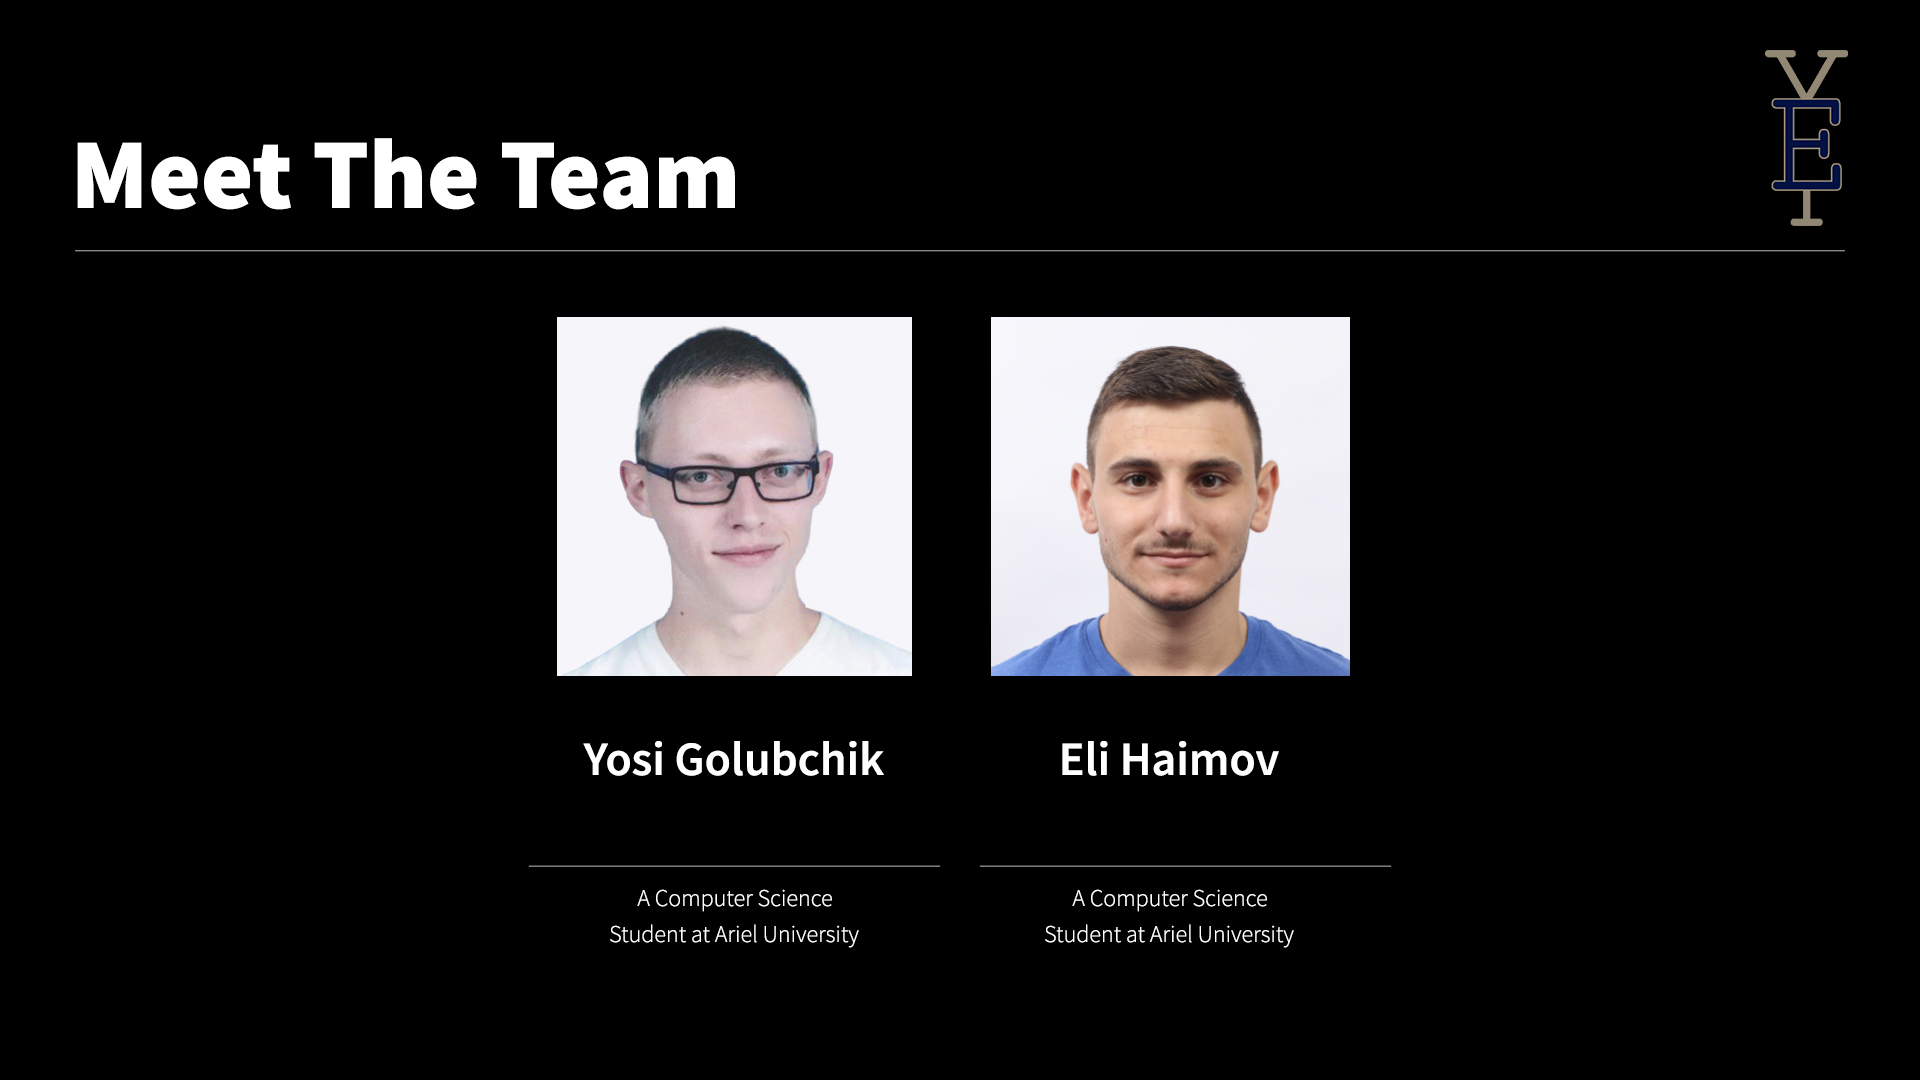 Meet The Team
YE
Yosi Golubchik
Eli Haimov
A Computer Science
Student at Ariel University
A Computer Science
Student at Ariel University